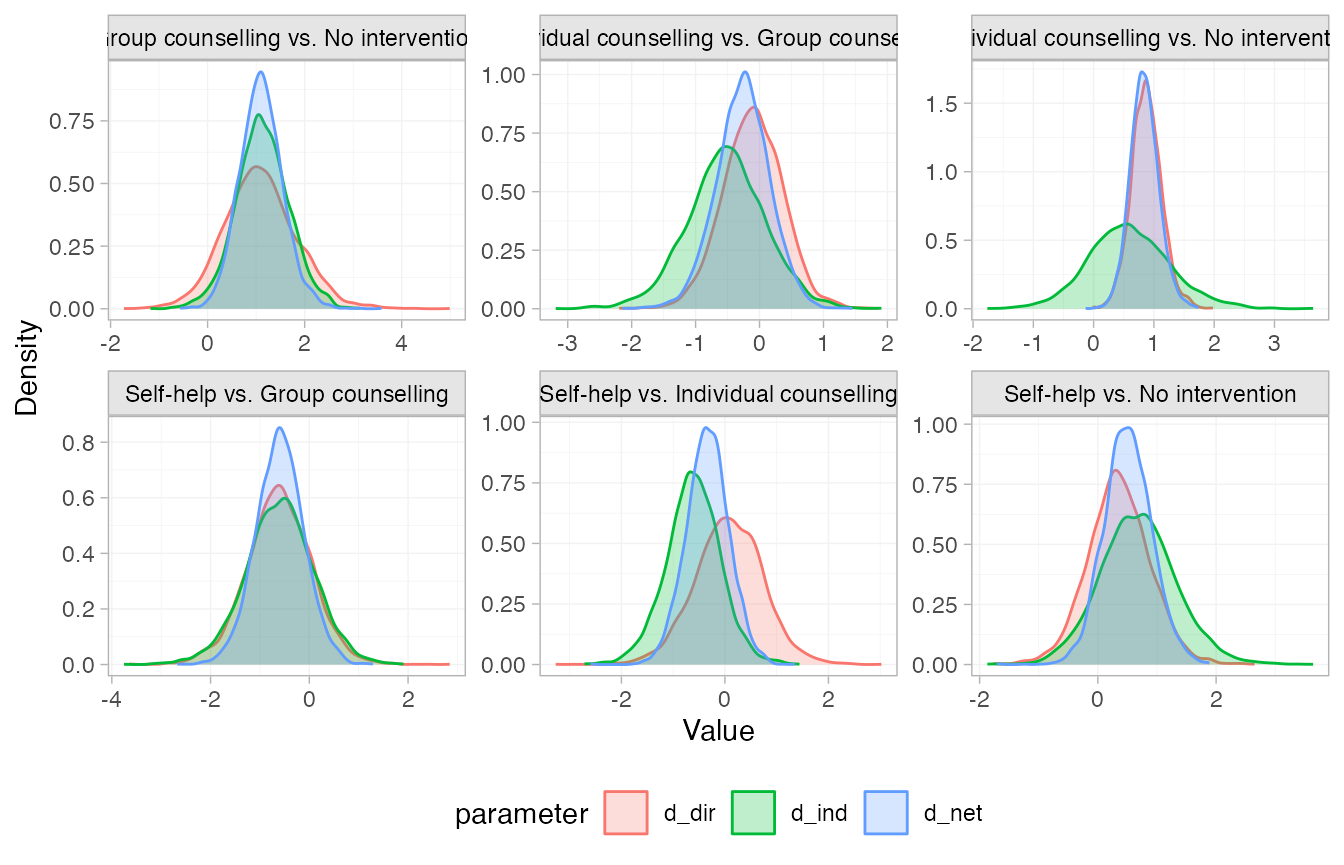 Group counselling vs. No interventio
vidual counselling vs. Group counse
ividual counselling vs. No intervent
0.75
0.50
0.25
0.00
-2 0 2 4
1.00
0.75
0.50
0.25
0.00
-3 -2 -1 0 1 2
1.5
1.0
0.5
0.0
-2 -1 0 1 2 3
Density
Self-help vs. Group counselling
Self-help vs. Individual counselling
Self-help vs. No intervention
0.8
0.6
0.4
0.2
0.0
-4 -2 0 2
1.00
0.75
0.50
0.25
0.00
-2 0 2
1.00
0.75
0.50
0.25
0.00
-2 0 2
Value
parameter d_dir d_ind d_net